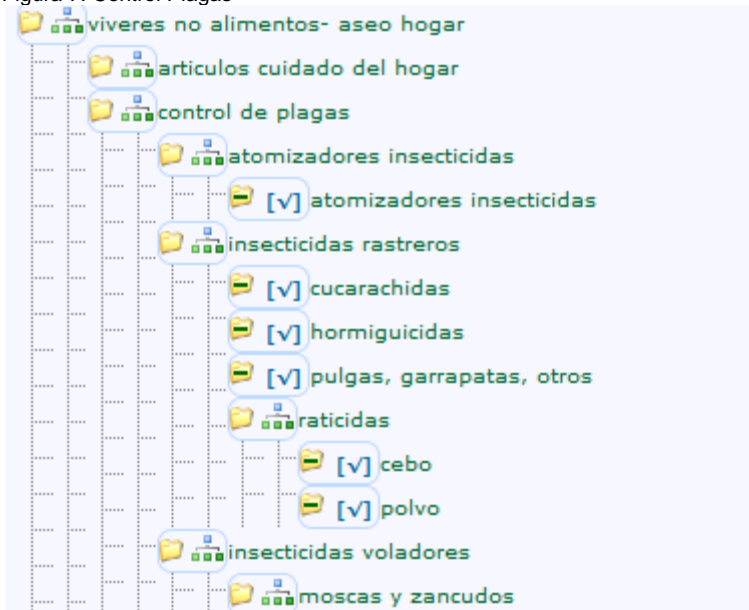 viveres no alimentos- aseo hogar
articulos cuidado del hogar
control de plagas
atomizadores insecticidas
[√] atomizadores insecticidas
insecticidas rastreros
[√] cucarachidas
[√] hormiguicidas
[√] pulgas, garrapatas, otros
raticidas
[√] cebo
[√] polvo
insecticidas voladores
moscas y zancudos